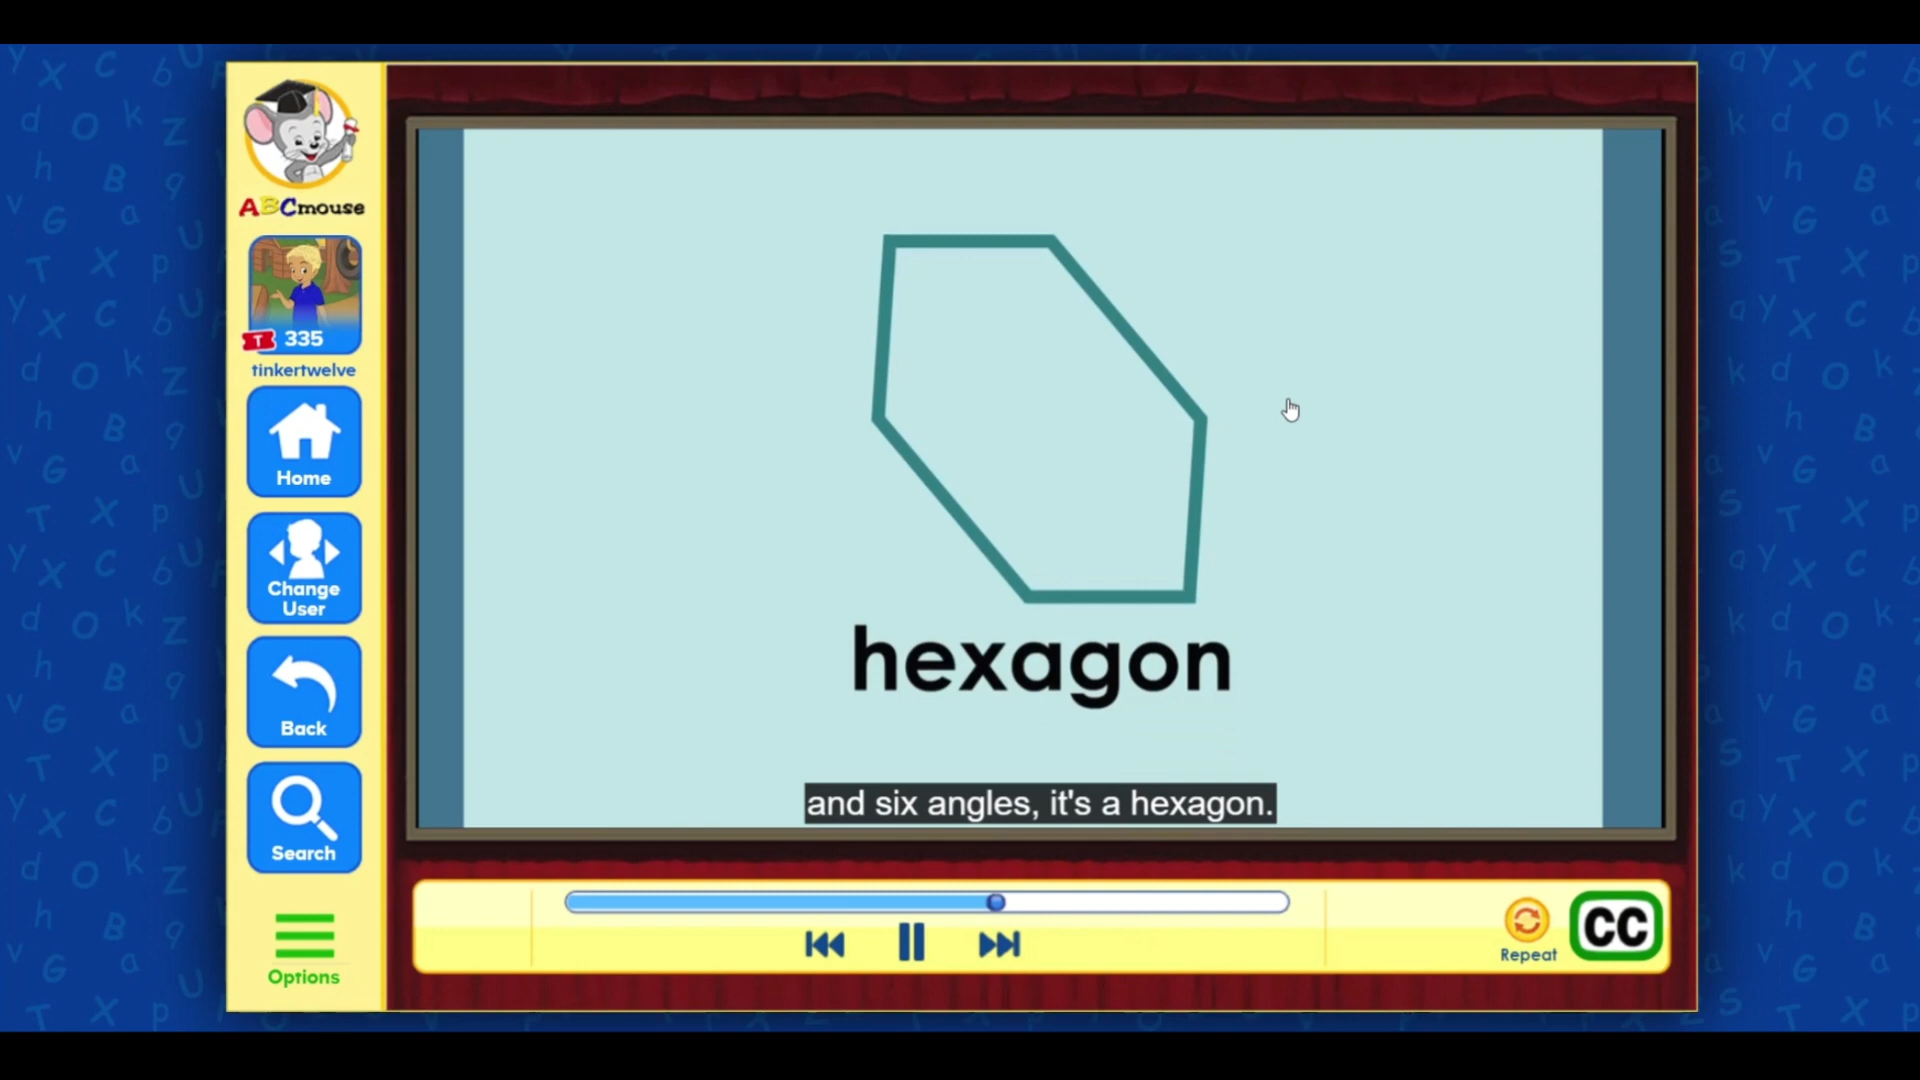 ABCmouse
T 335
tinkertwelve
Home
Change
User
Back
Search
Options
hexagon
and six angles, it's a hexagon.
Repeat
CC